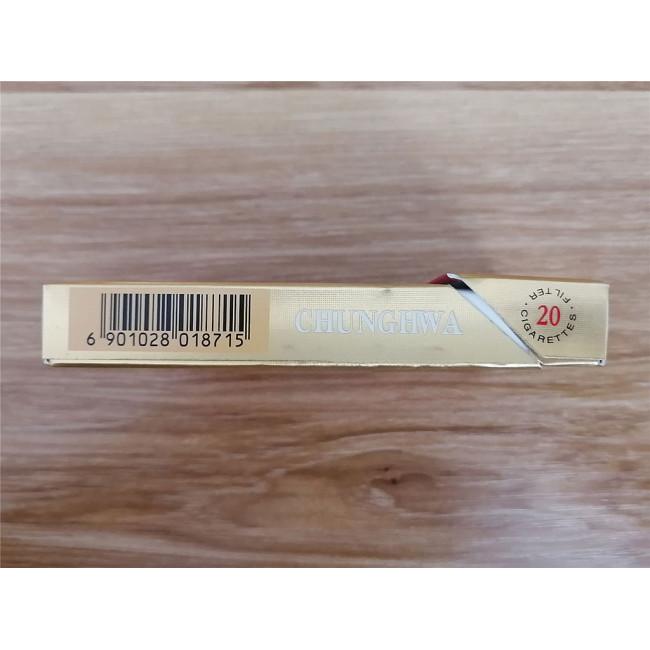 6 901028 018715
CHUNGHWA
20
FILTER · CIGARETTES ·